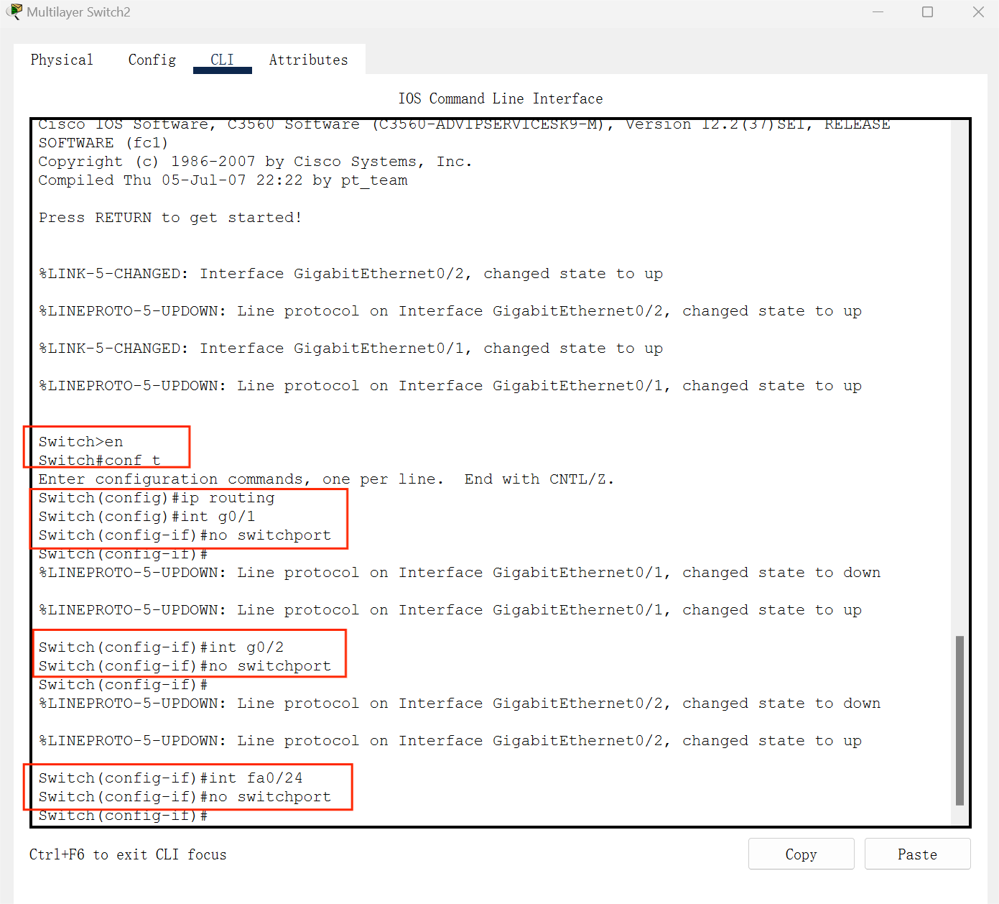 Multilayer Switch2
Physical Config CLI Attributes
IOS Command Line Interface
Cisco IOS Software, C3560 Software (C3560-ADVIPSERVICESK9-M), Version 12.2(37)SE1, RELEASE
SOFTWARE (fc1)
Copyright (c) 1986-2007 by Cisco Systems, Inc.
Compiled Thu 05-Jul-07 22:22 by pt_team
Press RETURN to get started!
%LINK-5-CHANGED: Interface GigabitEthernet0/2, changed state to up
%LINEPROTO-5-UPDOWN: Line protocol on Interface GigabitEthernet0/2, changed state to up
%LINK-5-CHANGED: Interface GigabitEthernet0/1, changed state to up
%LINEPROTO-5-UPDOWN: Line protocol on Interface GigabitEthernet0/1, changed state to up
Switch>en
Switch#conf t
Enter configuration commands, one per line.  End with CNTL/Z.
Switch(config)#ip routing
Switch(config)#int g0/1
Switch(config-if)#no switchport
Switch(config-if)#
%LINEPROTO-5-UPDOWN: Line protocol on Interface GigabitEthernet0/1, changed state to down
%LINEPROTO-5-UPDOWN: Line protocol on Interface GigabitEthernet0/1, changed state to up
Switch(config-if)#int g0/2
Switch(config-if)#no switchport
Switch(config-if)#
%LINEPROTO-5-UPDOWN: Line protocol on Interface GigabitEthernet0/2, changed state to down
%LINEPROTO-5-UPDOWN: Line protocol on Interface GigabitEthernet0/2, changed state to up
Switch(config-if)#int fa0/24
Switch(config-if)#no switchport
Switch(config-if)#
Ctrl+F6 to exit CLI focus
Copy Paste